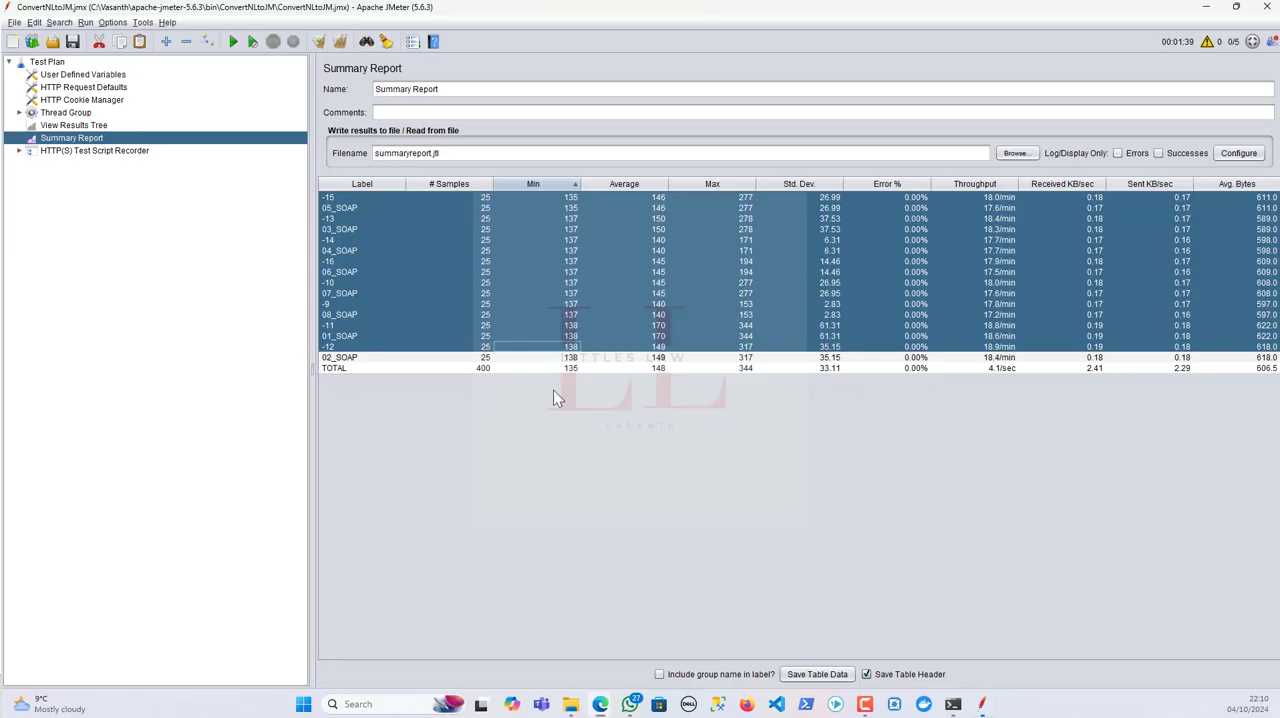 ConvertNLtoJM.jmx (C:\Vasanth\apache-jmeter-5.6.3\bin\ConvertNLtoJM\ConvertNLtoJM.jmx) - Apache JMeter (5.6.3)
File Edit Search Run Options Tools Help
00:01:39 0 0/5
Test Plan
User Defined Variables
HTTP Request Defaults
HTTP Cookie Manager
Thread Group
View Results Tree
Summary Report
HTTP(S) Test Script Recorder
Summary Report
Name: Summary Report
Comments:
Write results to file / Read from file
Filename summaryreport.jtl Browse... Log/Display Only: Errors Successes Configure
Label # Samples Min Average Max Std. Dev. Error % Throughput Received KB/sec Sent KB/sec Avg. Bytes
-15 25 135 146 277 26.99 0.00% 18.0/min 0.18 0.17 611.0
05_SOAP 25 135 146 277 26.99 0.00% 17.6/min 0.17 0.17 611.0
-13 25 137 150 278 37.53 0.00% 18.4/min 0.18 0.17 589.0
03_SOAP 25 137 150 278 37.53 0.00% 18.3/min 0.18 0.17 589.0
-14 25 137 140 171 6.31 0.00% 17.7/min 0.17 0.16 598.0
04_SOAP 25 137 140 171 6.31 0.00% 17.7/min 0.17 0.16 598.0
-16 25 137 145 194 14.46 0.00% 17.9/min 0.18 0.17 609.0
06_SOAP 25 137 145 194 14.46 0.00% 17.5/min 0.17 0.16 609.0
-10 25 137 145 277 26.95 0.00% 18.0/min 0.18 0.17 608.0
07_SOAP 25 137 145 277 26.95 0.00% 17.6/min 0.17 0.17 608.0
-9 25 137 140 153 2.83 0.00% 17.8/min 0.17 0.17 597.0
08_SOAP 25 137 140 153 2.83 0.00% 17.2/min 0.17 0.16 597.0
-11 25 138 170 344 61.31 0.00% 18.8/min 0.19 0.18 622.0
01_SOAP 25 138 170 344 61.31 0.00% 18.6/min 0.19 0.17 622.0
-12 25 138 149 317 35.15 0.00% 18.9/min 0.19 0.18 618.0
02_SOAP 25 138 149 317 35.15 0.00% 18.4/min 0.18 0.18 618.0
TOTAL 400 135 148 344 33.11 0.00% 4.1/sec 2.41 2.29 606.5
LL
VASANTH
Include group name in label? Save Table Data Save Table Header
9°C
Mostly cloudy
Search
27
DELL
22:10
04/10/2024